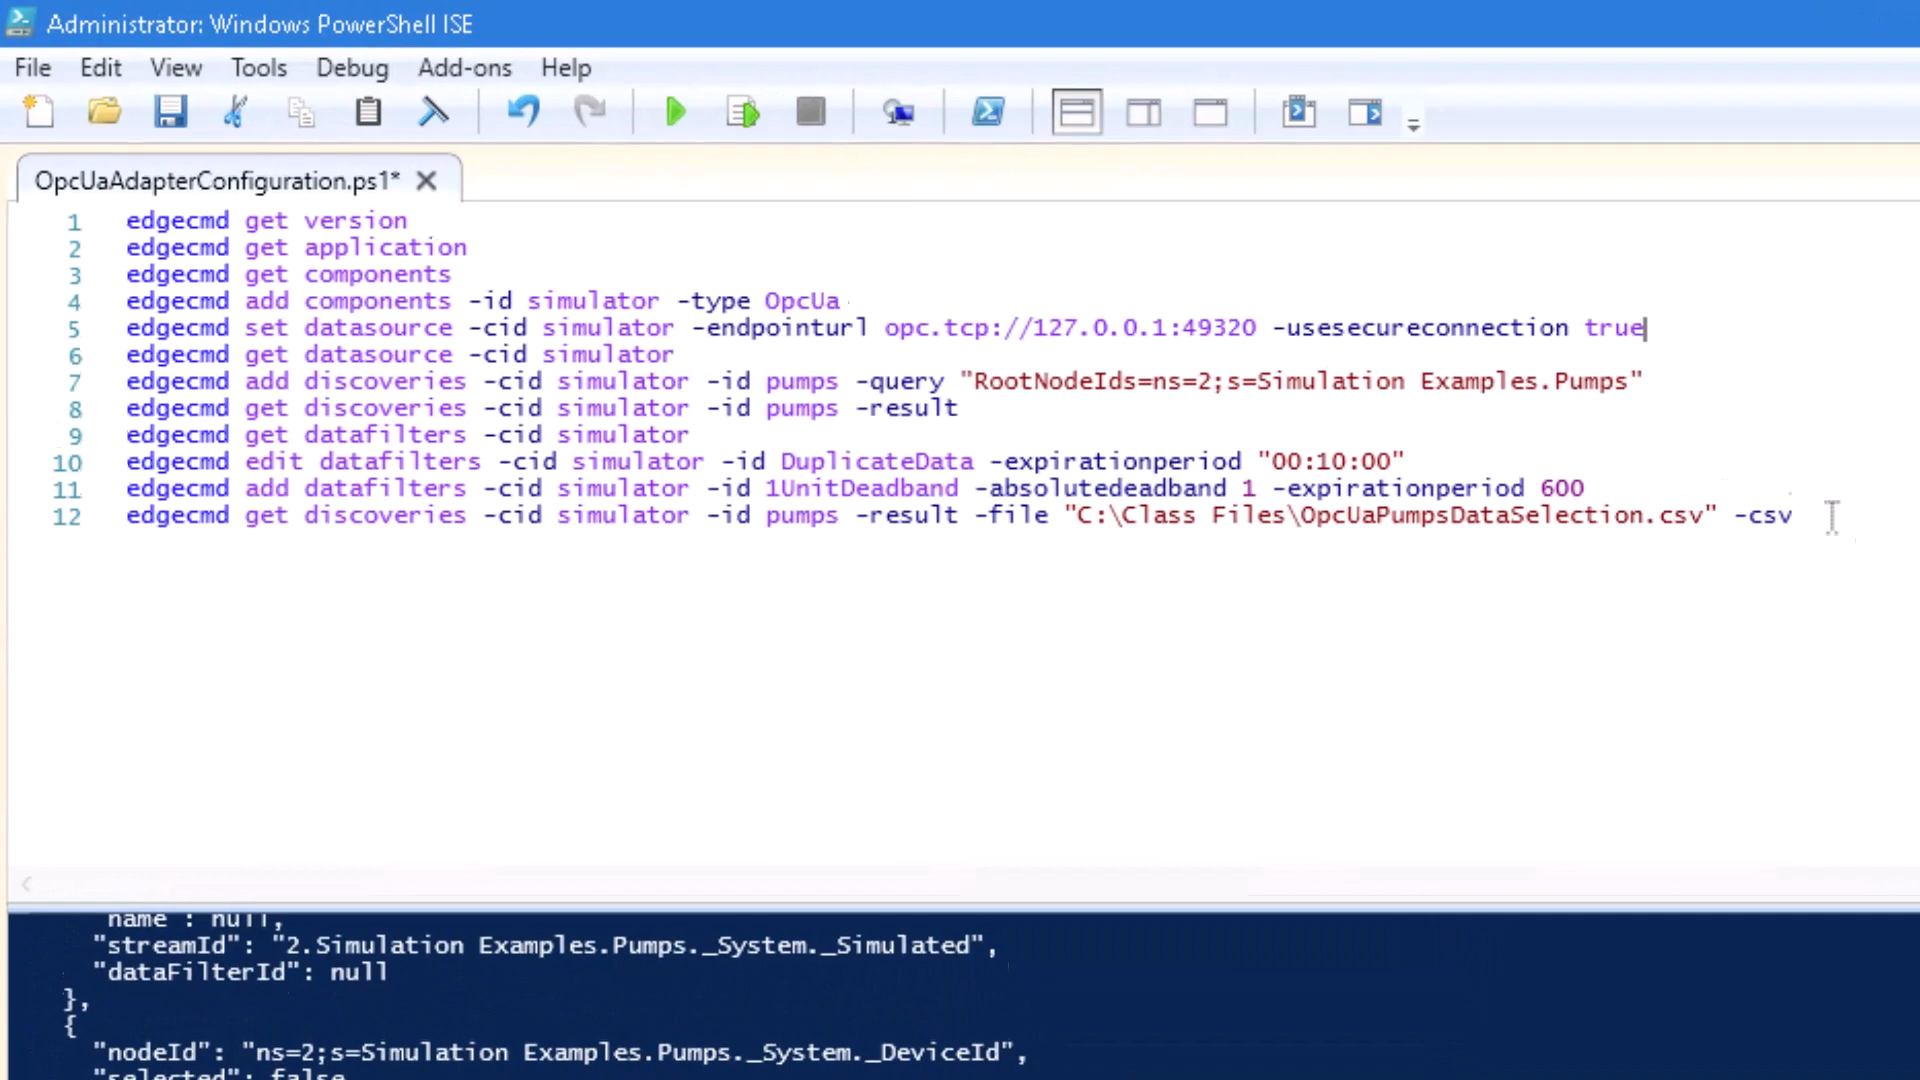 Administrator: Windows PowerShell ISE
File Edit View Tools Debug Add-ons Help
OpcUaAdapterConfiguration.ps1*
1 edgecmd get version
2 edgecmd get application
3 edgecmd get components
4 edgecmd add components -id simulator -type OpcUa
5 edgecmd set datasource -cid simulator -endpointurl opc.tcp://127.0.0.1:49320 -usesecureconnection true
6 edgecmd get datasource -cid simulator
7 edgecmd add discoveries -cid simulator -id pumps -query "RootNodeIds=ns=2;s=Simulation Examples.Pumps"
8 edgecmd get discoveries -cid simulator -id pumps -result
9 edgecmd get datafilters -cid simulator
10 edgecmd edit datafilters -cid simulator -id DuplicateData -expirationperiod "00:10:00"
11 edgecmd add datafilters -cid simulator -id 1UnitDeadband -absolutedeadband 1 -expirationperiod 600
12 edgecmd get discoveries -cid simulator -id pumps -result -file "C:\Class Files\OpcUaPumpsDataSelection.csv" -csv
name : null,
"streamId": "2.Simulation Examples.Pumps._System._Simulated",
"dataFilterId": null
},
{
"nodeId": "ns=2;s=Simulation Examples.Pumps._System._DeviceId",
"selected": false